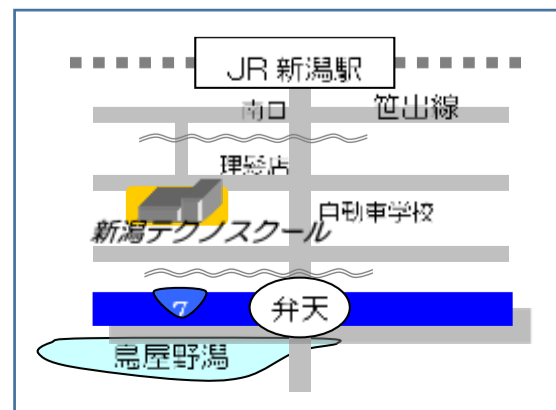 JR 新潟駅
南口
笹出線
理髪店
自動車学校
新潟テクノスクール
7
弁天
鳥屋野潟